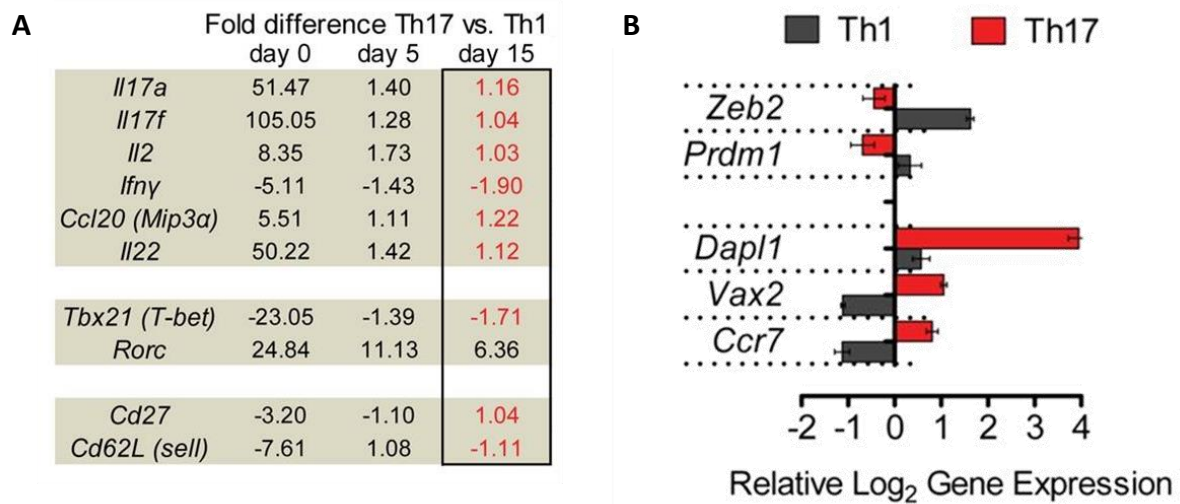 A
Fold difference Th17 vs. Th1
day 0 day 5 day 15
Il17a 51.47 1.40 1.16
Il17f 105.05 1.28 1.04
Il2 8.35 1.73 1.03
Ifnγ -5.11 -1.43 -1.90
Ccl20 (Mip3α) 5.51 1.11 1.22
Il22 50.22 1.42 1.12
Tbx21 (T-bet) -23.05 -1.39 -1.71
Rorc 24.84 11.13 6.36
Cd27 -3.20 -1.10 1.04
Cd62L (sell) -7.61 1.08 -1.11
B
Th1 Th17
Zeb2
Prdm1
Dapl1
Vax2
Ccr7
-2 -1 0 1 2 3 4
Relative Log2 Gene Expression